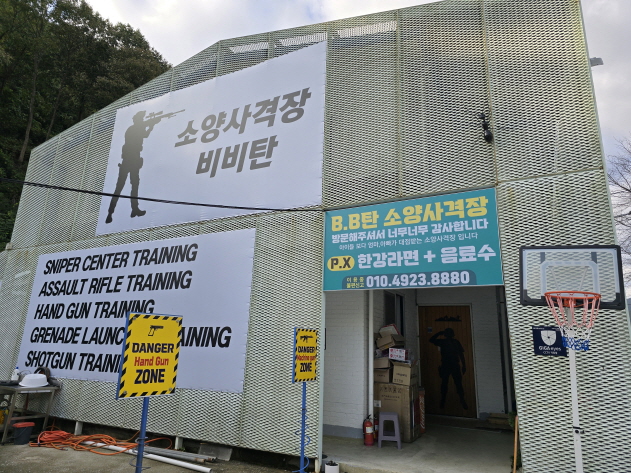 소양사격장
비비탄
B.B탄 소양사격장
방문해주셔서 너무너무 감사합니다
P.X 한강라면 + 음료수
010.4923.8880
SNIPER CENTER TRAINING
ASSAULT RIFLE TRAINING
HAND GUN TRAINING
GRENADE LAUNC TRAINING
SHOTGUN TRAIN
DANGER
Hand Gun
ZONE
DANGER
Machine gun
ZONE